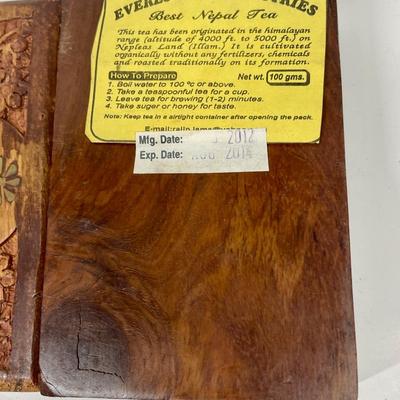 Best Nepal Tea
This tea has been originated in the himalayan
range (altitude of 4000 ft. to 5000 ft.) on
Nepleas Land (Illam.) It is cultivated
organically without any fertilizers, chemicals
and roasted traditionally on its formation.
How To Prepare Net wt. 100 gms.
1. Boil water to 100 °c or above.
2. Take a teaspoonful tea for a cup.
3. Leave tea for brewing (1-2) minutes.
4. Take suger or honey for taste.
Note: Keep tea in airtight container after opening the pack.
Mfg. Date: 2012
Exp. Date: AUG 2014